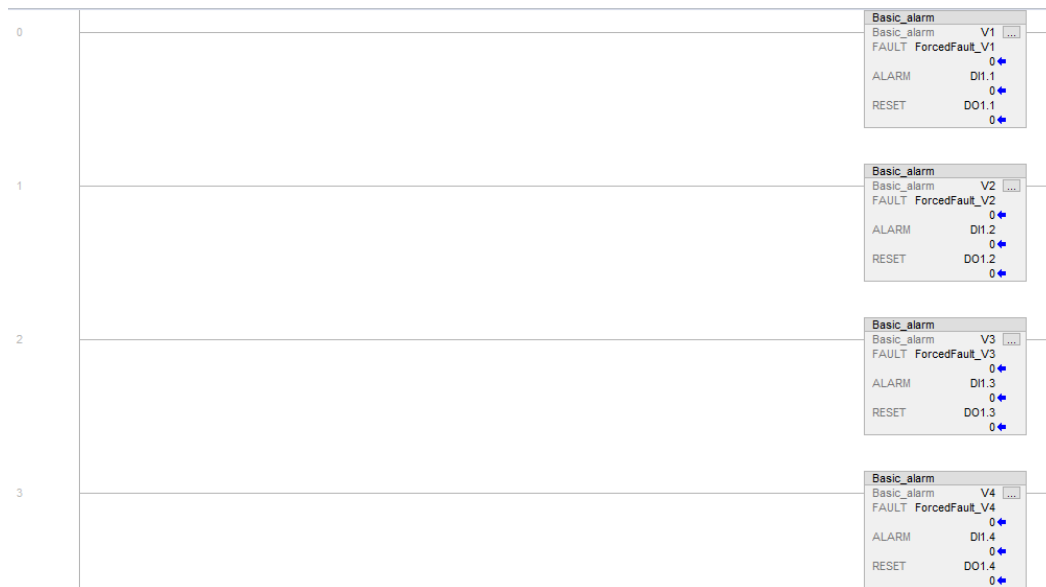 Basic_alarm
0
Basic_alarm V1 ...
FAULT ForcedFault_V1
0
ALARM DI1.1
0
RESET DO1.1
0
Basic_alarm
1
Basic_alarm V2 ...
FAULT ForcedFault_V2
0
ALARM DI1.2
0
RESET DO1.2
0
Basic_alarm
2
Basic_alarm V3 ...
FAULT ForcedFault_V3
0
ALARM DI1.3
0
RESET DO1.3
0
Basic_alarm
3
Basic_alarm V4 ...
FAULT ForcedFault_V4
0
ALARM DI1.4
0
RESET DO1.4
0